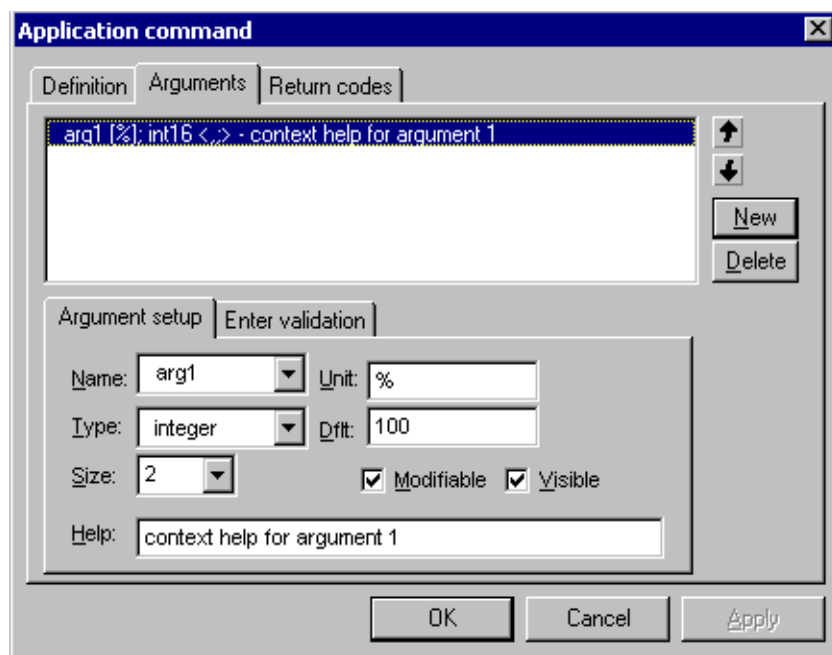 Application command
Definition Arguments Return codes
arg1 [%]; int16 <,;> - context help for argument 1
New
Delete
Argument setup Enter validation
Name: arg1 Unit: %
Type: integer Dflt: 100
Size: 2 Modifiable Visible
Help: context help for argument 1
OK Cancel Apply